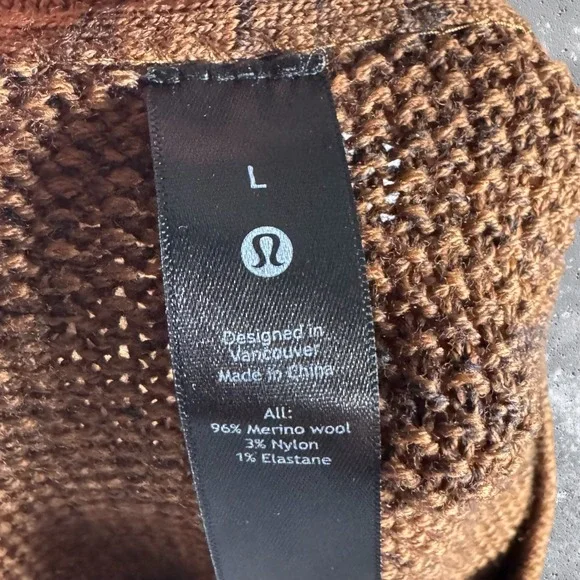 L
Designed in
Vancouver
Made in China
All:
96% Merino wool
3% Nylon
1% Elastane